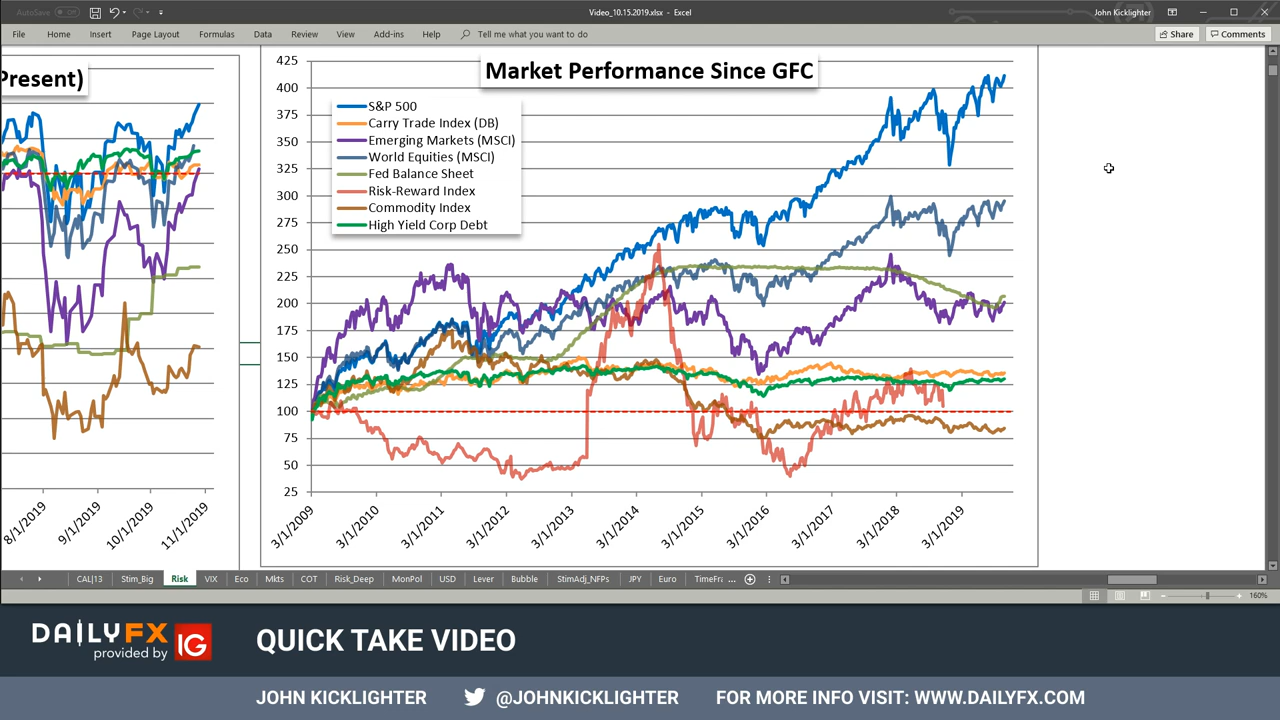 AutoSave Off
Video_10.15.2019.xlsx - Excel
John Kicklighter
File Home Insert Page Layout Formulas Data Review View Add-ins Help Tell me what you want to do
Share Comments
Present)
8/1/2019
9/1/2019
10/1/2019
11/1/2019
Market Performance Since GFC
S&P 500
Carry Trade Index (DB)
Emerging Markets (MSCI)
World Equities (MSCI)
Fed Balance Sheet
Risk-Reward Index
Commodity Index
High Yield Corp Debt
425
400
375
350
325
300
275
250
225
200
175
150
125
100
75
50
25
3/1/2009
3/1/2010
3/1/2011
3/1/2012
3/1/2013
3/1/2014
3/1/2015
3/1/2016
3/1/2017
3/1/2018
3/1/2019
CAL|13 Stim_Big Risk VIX Eco Mkts COT Risk_Deep MonPol USD Lever Bubble StimAdj_NFPs JPY Euro TimeFra ...
160%
DAILYFX
provided by IG
QUICK TAKE VIDEO
JOHN KICKLIGHTER @JOHNKICKLIGHTER FOR MORE INFO VISIT: WWW.DAILYFX.COM